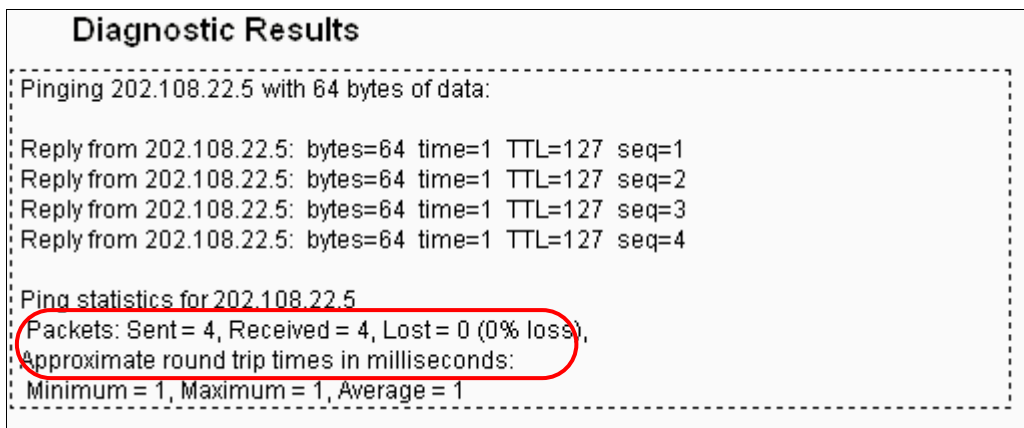 Diagnostic Results
Pinging 202.108.22.5 with 64 bytes of data:
Reply from 202.108.22.5: bytes=64 time=1 TTL=127 seq=1
Reply from 202.108.22.5: bytes=64 time=1 TTL=127 seq=2
Reply from 202.108.22.5: bytes=64 time=1 TTL=127 seq=3
Reply from 202.108.22.5: bytes=64 time=1 TTL=127 seq=4
Ping statistics for 202.108.22.5
Packets: Sent = 4, Received = 4, Lost = 0 (0% loss),
Approximate round trip times in milliseconds:
Minimum = 1, Maximum = 1, Average = 1